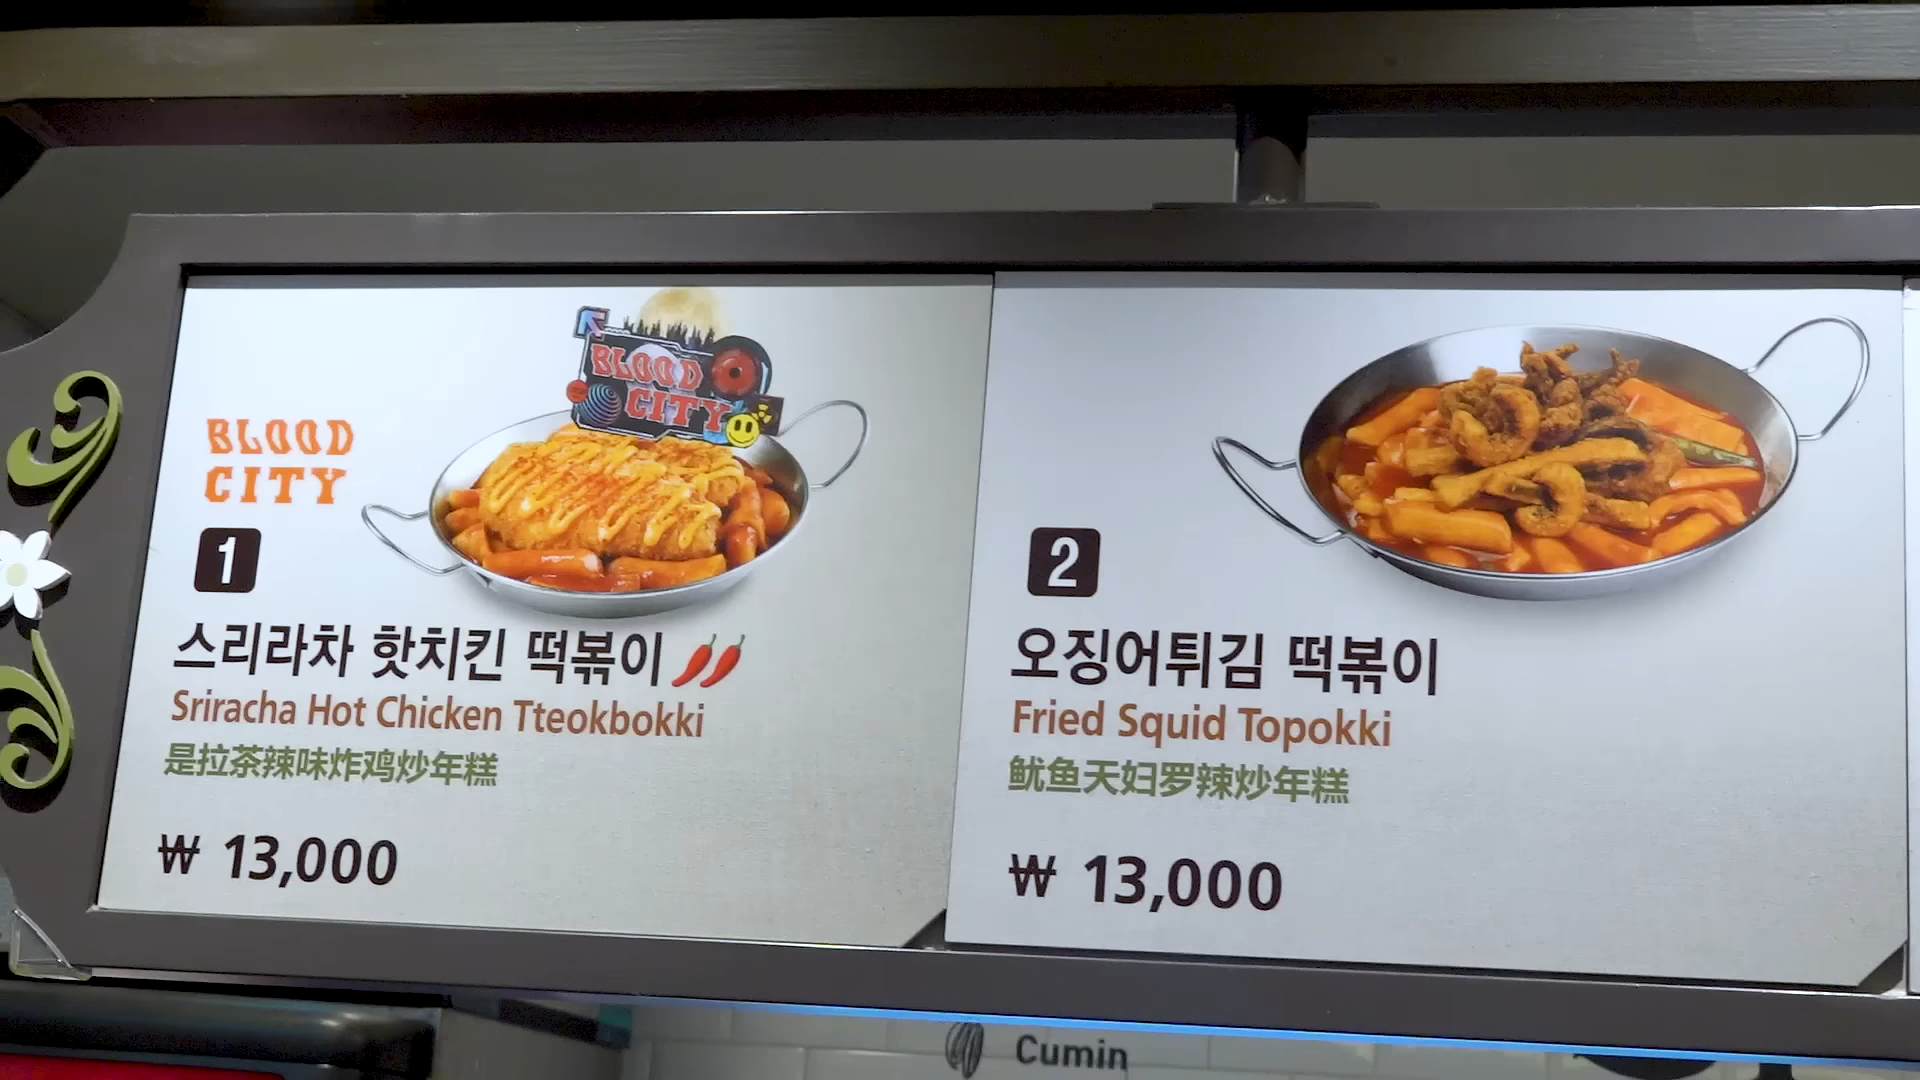 BLOOD
CITY
BLOOD
CITY
1
스리라차 핫치킨 떡볶이
Sriracha Hot Chicken Tteokbokki
是拉茶辣味炸鸡炒年糕
₩ 13,000
2
오징어튀김 떡볶이
Fried Squid Topokki
鱿鱼天妇罗辣炒年糕
₩ 13,000
Cumin